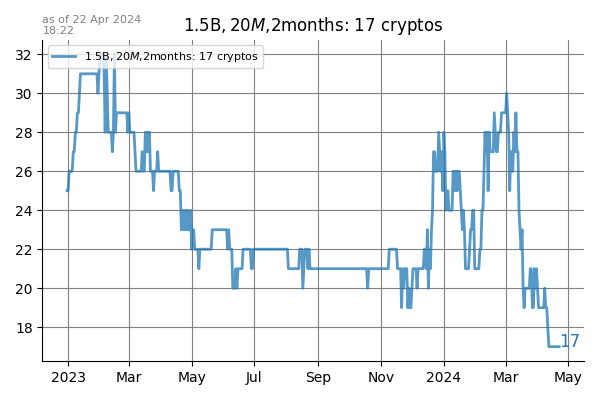 as of 22 Apr 2024
18:22
1.5B, 20M,2months: 17 cryptos
1.5B, 20M,2months: 17 cryptos
32
30
28
26
24
22
20
18
17
2023 Mar May Jul Sep Nov 2024 Mar May